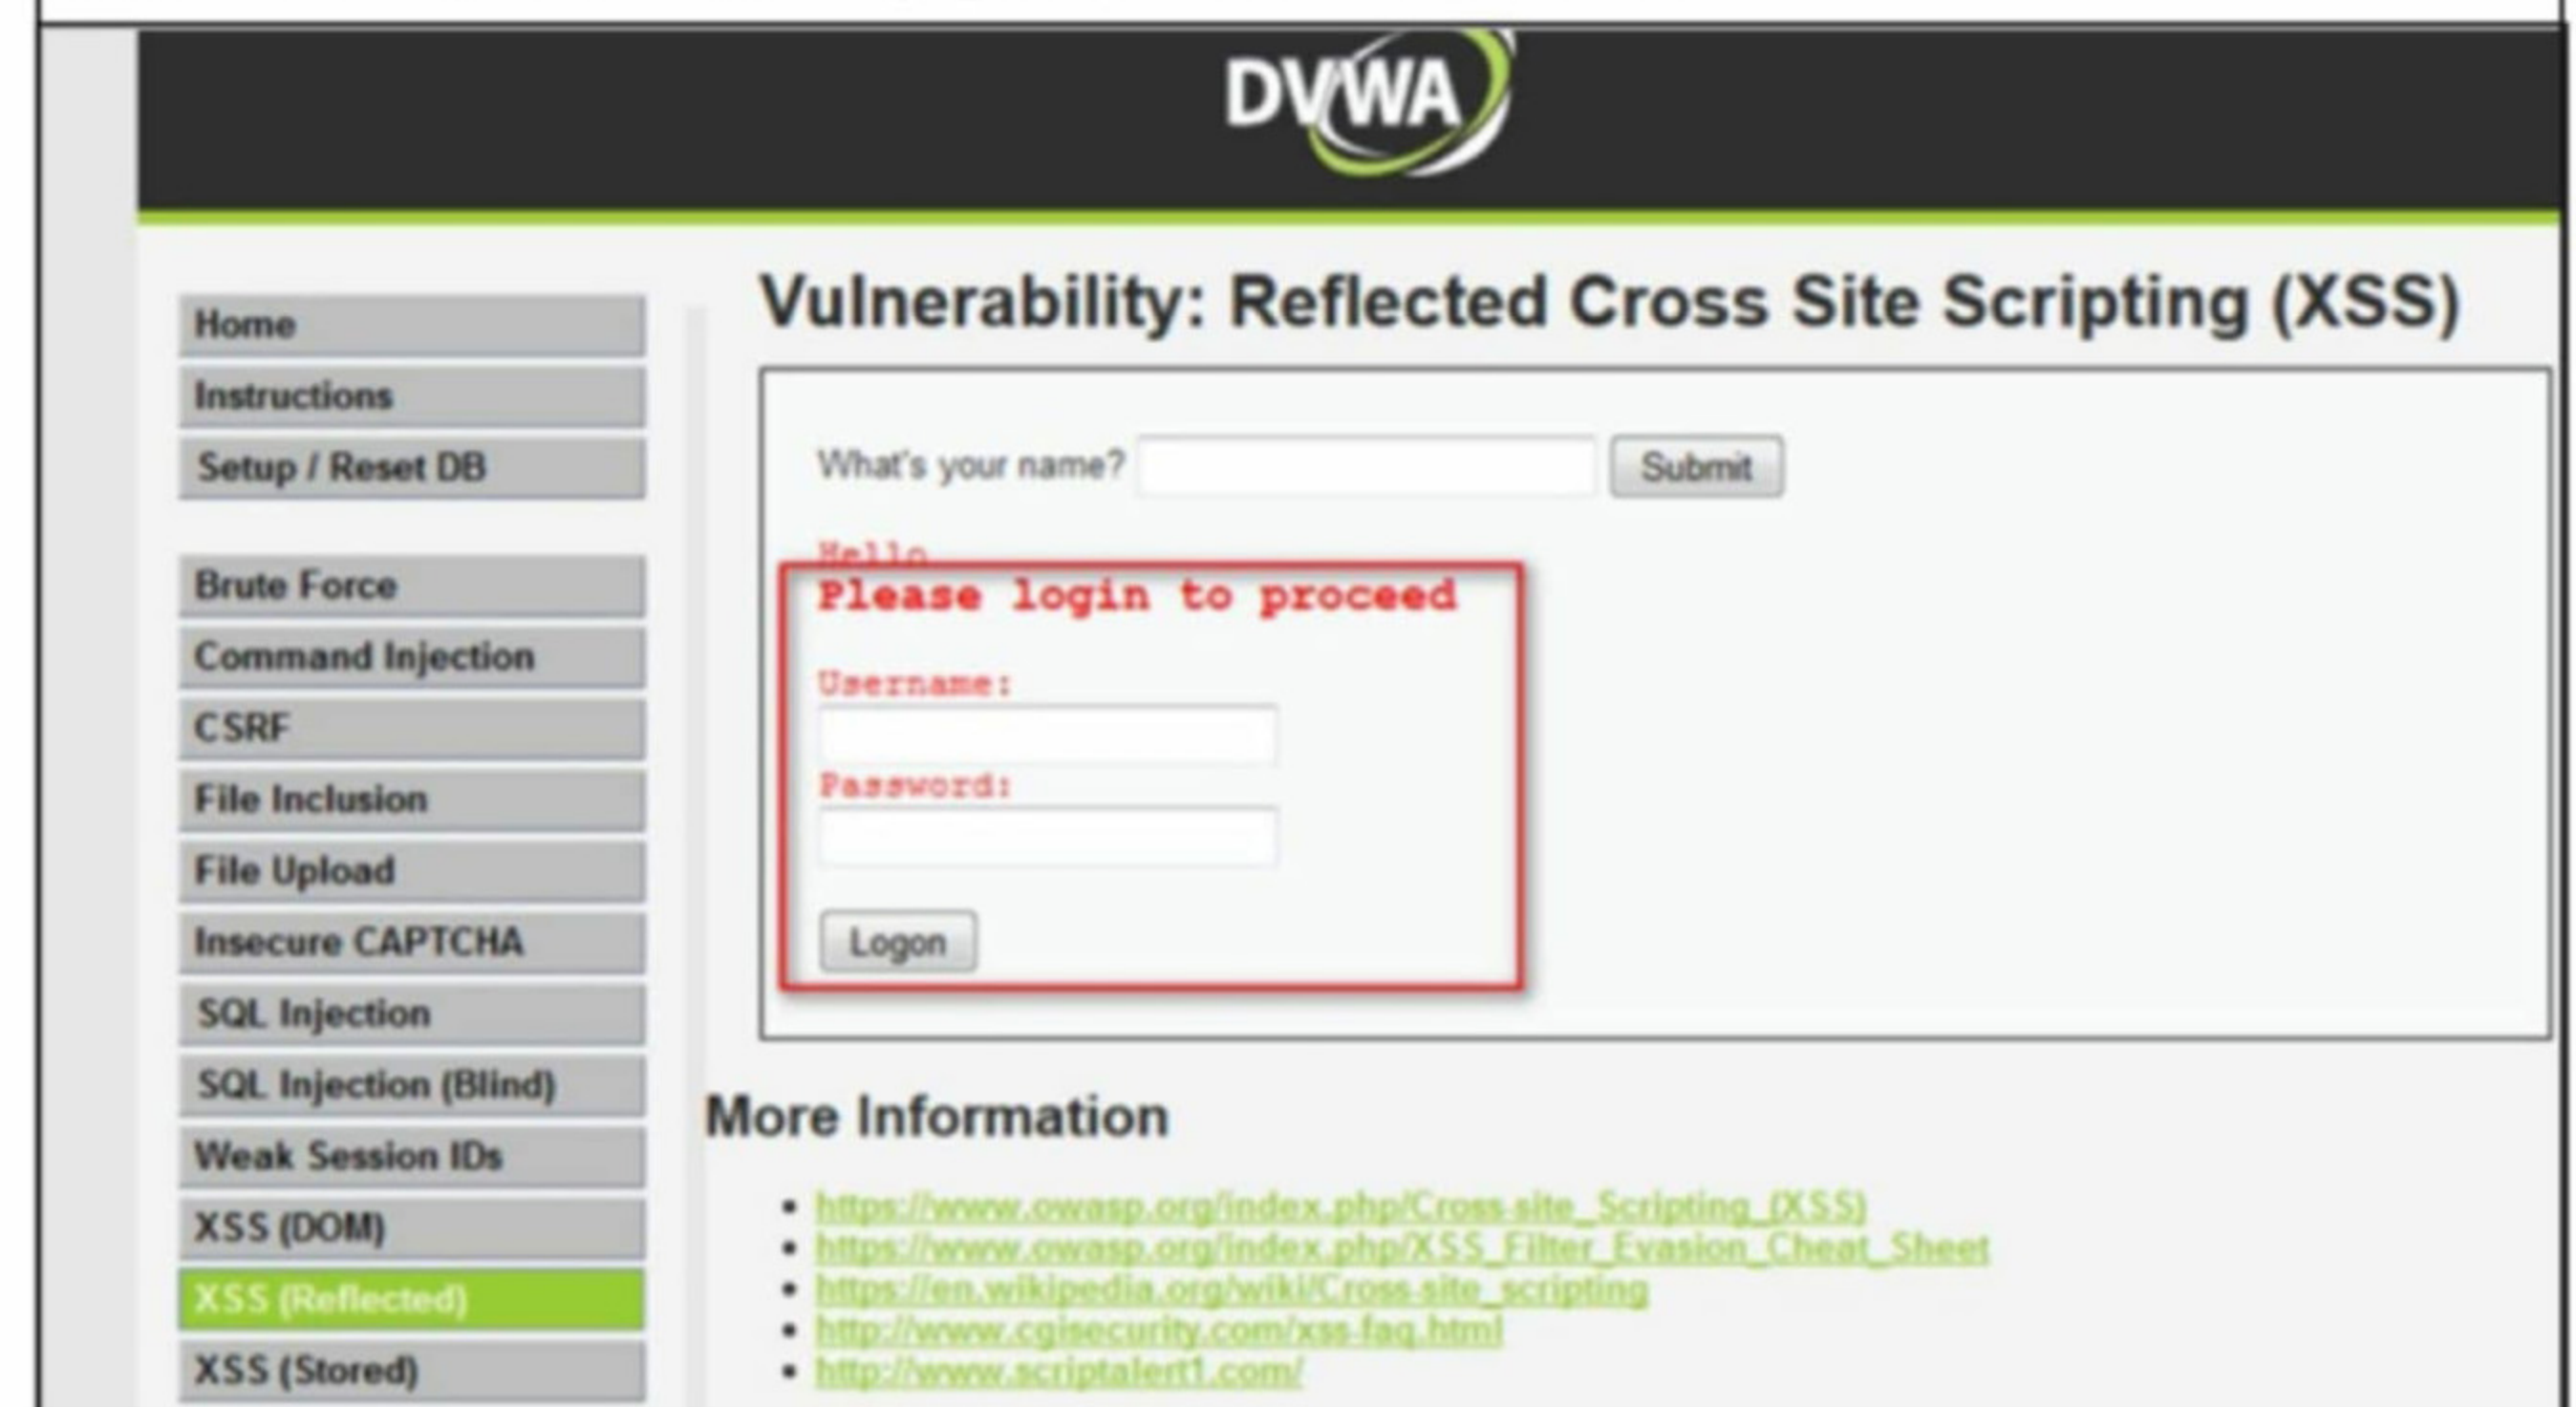 DVWA
Vulnerability: Reflected Cross Site Scripting (XSS)
Home
Instructions
Setup / Reset DB
Brute Force
Command Injection
CSRF
File Inclusion
File Upload
Insecure CAPTCHA
SQL Injection
SQL Injection (Blind)
Weak Session IDs
XSS (DOM)
XSS (Reflected)
XSS (Stored)
What's your name? Submit
Hello
Please login to proceed
Username:
Password:
Logon
More Information
https://www.owasp.org/index.php/Cross-site_Scripting_(XSS)
https://www.owasp.org/index.php/XSS_Filter_Evasion_Cheat_Sheet
https://en.wikipedia.org/wiki/Cross-site_scripting
http://www.cgisecurity.com/xss-faq.html
http://www.scriptalert1.com/